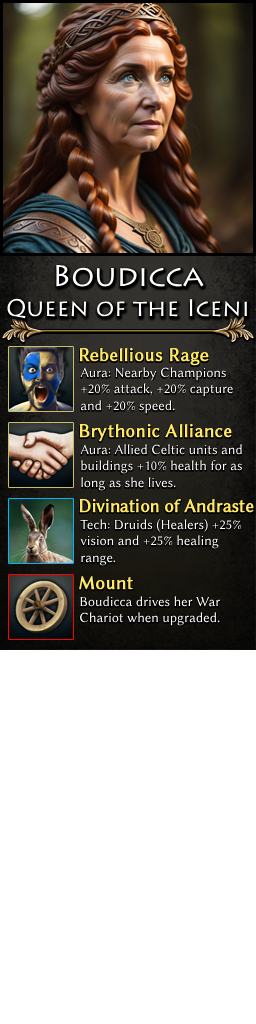 Boudicca
Queen of the Iceni
Rebellious Rage
Aura: Nearby Champions
+20% attack, +20% capture
and +20% speed.
Brythonic Alliance
Aura: Allied Celtic units and
buildings +10% health for as
long as she lives.
Divination of Andraste
Tech: Druids (Healers) +25%
vision and +25% healing
range.
Mount
Boudicca drives her War
Chariot when upgraded.